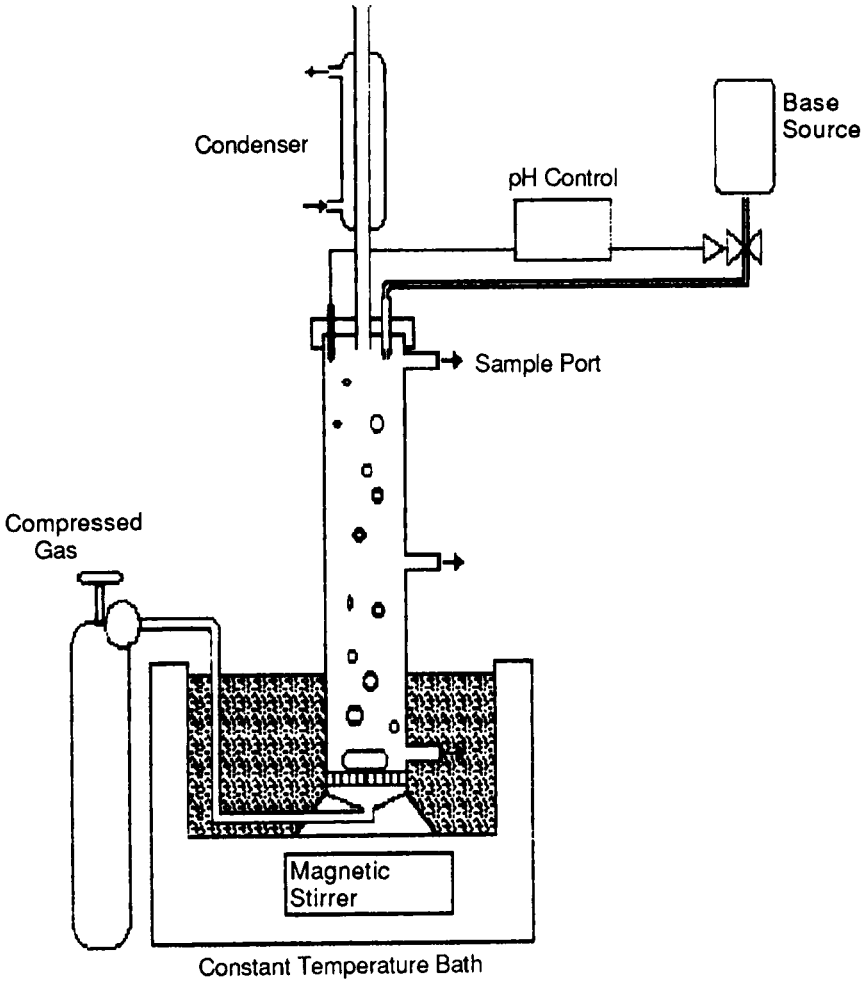 Condenser
Base
Source
pH Control
Sample Port
Compressed
Gas
Magnetic
Stirrer
Constant Temperature Bath